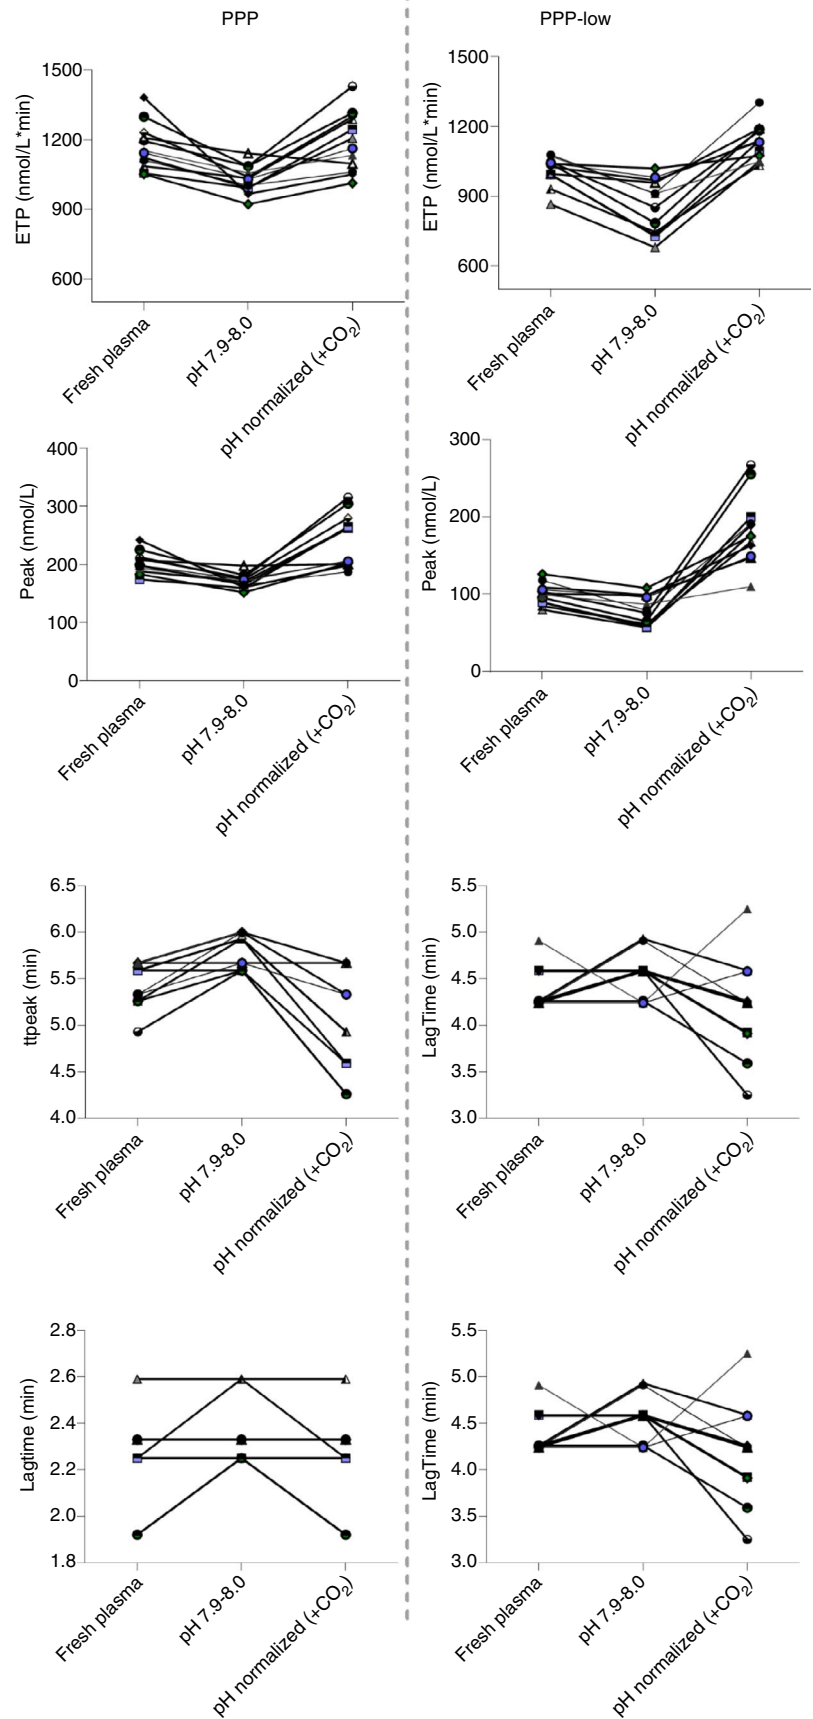 PPP
PPP-low
ETP (nmol/L*min)
1500
1200
900
600
Fresh plasma
pH 7.9-8.0
pH normalized (+CO2)
ETP (nmol/L*min)
1500
1200
900
600
Fresh plasma
pH 7.9-8.0
pH normalized (+CO2)
Peak (nmol/L)
400
300
200
100
0
Fresh plasma
pH 7.9-8.0
pH normalized (+CO2)
Peak (nmol/L)
300
200
100
0
Fresh plasma
pH 7.9-8.0
pH normalized (+CO2)
ttpeak (min)
6.5
6.0
5.5
5.0
4.5
4.0
Fresh plasma
pH 7.9-8.0
pH normalized (+CO2)
LagTime (min)
5.5
5.0
4.5
4.0
3.5
3.0
Fresh plasma
pH 7.9-8.0
pH normalized (+CO2)
Lagtime (min)
2.8
2.6
2.4
2.2
2.0
1.8
Fresh plasma
pH 7.9-8.0
pH normalized (+CO2)
LagTime (min)
5.5
5.0
4.5
4.0
3.5
3.0
Fresh plasma
pH 7.9-8.0
pH normalized (+CO2)